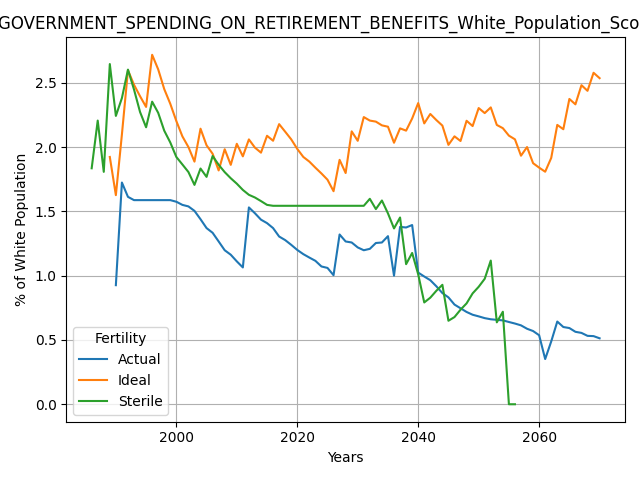 GOVERNMENT_SPENDING_ON_RETIREMENT_BENEFITS_White_Population_Sco
2.5
2.0
1.5
1.0
0.5
0.0
% of White Population
Fertility
Actual
Ideal
Sterile
2000
2020
2040
2060
Years